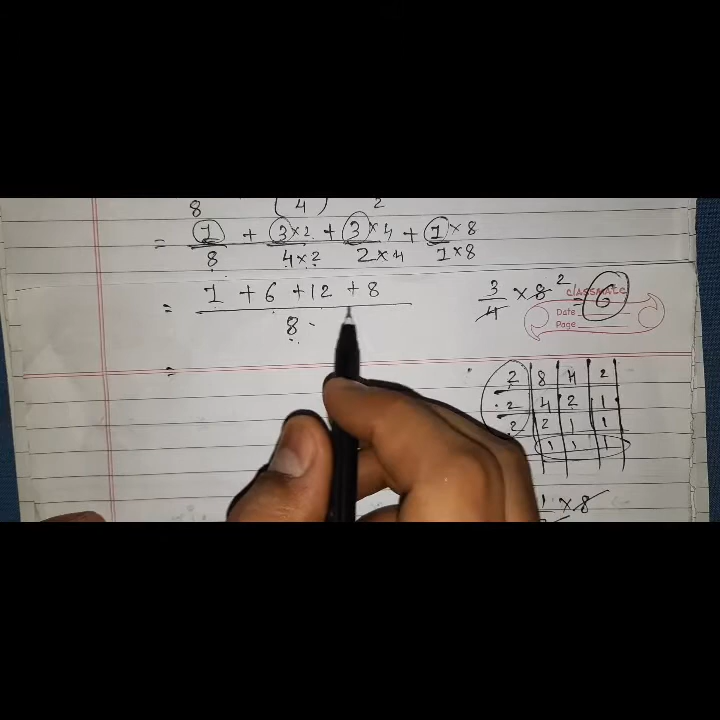 8 ( 4 ) 2
= 1 + 3×2 + 3×4 + 1×8
8 4×2 2×4 1×8
= 1 + 6 + 12 + 8
8
=
3 × 8 2 = 6
4
classmate
Date
Page
2 8 4 2
2 4 2 1
2 2 1 1
1 1 1
1 × 8